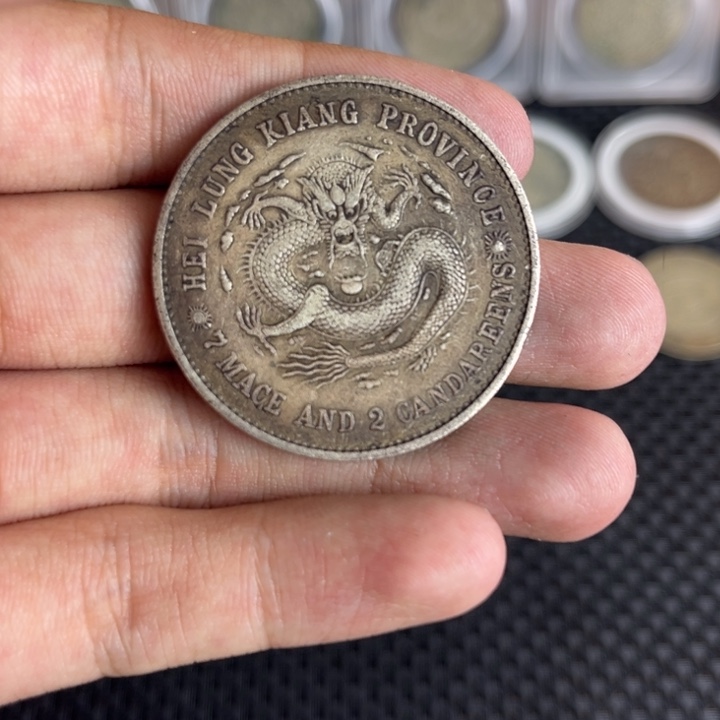 HEI LUNG KIANG PROVINCE
7 MACE AND 2 CANDAREENS